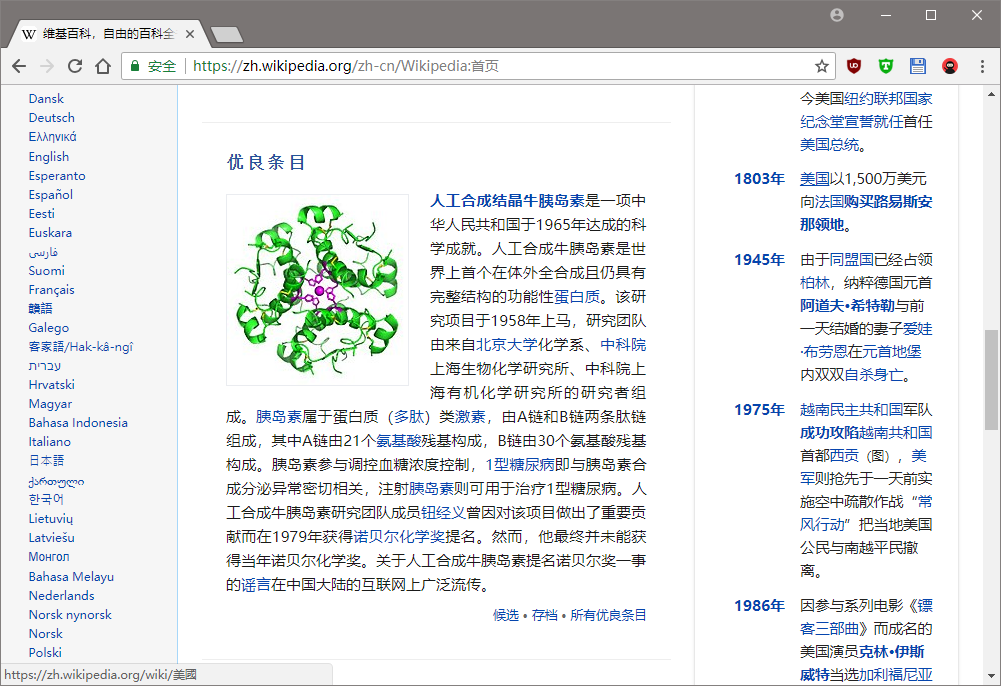 维基百科，自由的百科全
安全 https://zh.wikipedia.org/zh-cn/Wikipedia:首页
Dansk
Deutsch
Ελληνικά
English
Esperanto
Español
Eesti
Euskara
فارسی
Suomi
Français
贛語
Galego
客家語/Hak-kâ-ngî
עברית
Hrvatski
Magyar
Bahasa Indonesia
Italiano
日本語
ქართული
한국어
Lietuvių
Latviešu
Монгол
Bahasa Melayu
Nederlands
Norsk nynorsk
Norsk
Polski
https://zh.wikipedia.org/wiki/美國
优良条目
人工合成结晶牛胰岛素是一项中
华人民共和国于1965年达成的科
学成就。人工合成牛胰岛素是世
界上首个在体外全合成且仍具有
完整结构的功能性蛋白质。该研
究项目于1958年上马，研究团队
由来自北京大学化学系、中科院
上海生物化学研究所、中科院上
海有机化学研究所的研究者组
成。胰岛素属于蛋白质（多肽）类激素，由A链和B链两条肽链
组成，其中A链由21个氨基酸残基构成，B链由30个氨基酸残基
构成。胰岛素参与调控血糖浓度控制，1型糖尿病即与胰岛素合
成分泌异常密切相关，注射胰岛素则可用于治疗1型糖尿病。人
工合成牛胰岛素研究团队成员钮经义曾因对该项目做出了重要贡
献而在1979年获得诺贝尔化学奖提名。然而，他最终并未能获
得当年诺贝尔化学奖。关于人工合成牛胰岛素提名诺贝尔奖一事
的谣言在中国大陆的互联网上广泛流传。
候选 • 存档 • 所有优良条目
今美国纽约联邦国家
纪念堂宣誓就任首任
美国总统。
1803年 美国以1,500万美元
向法国购买路易斯安
那领地。
1945年 由于同盟国已经占领
柏林，纳粹德国元首
阿道夫•希特勒与前
一天结婚的妻子爱娃
·布劳恩在元首地堡
内双双自杀身亡。
1975年 越南民主共和国军队
成功攻陷越南共和国
首都西贡（图），美
军则抢先于一天前实
施空中疏散作战“常
风行动”把当地美国
公民与南越平民撤
离。
1986年 因参与系列电影《镖
客三部曲》而成名的
美国演员克林•伊斯
威特当选加利福尼亚